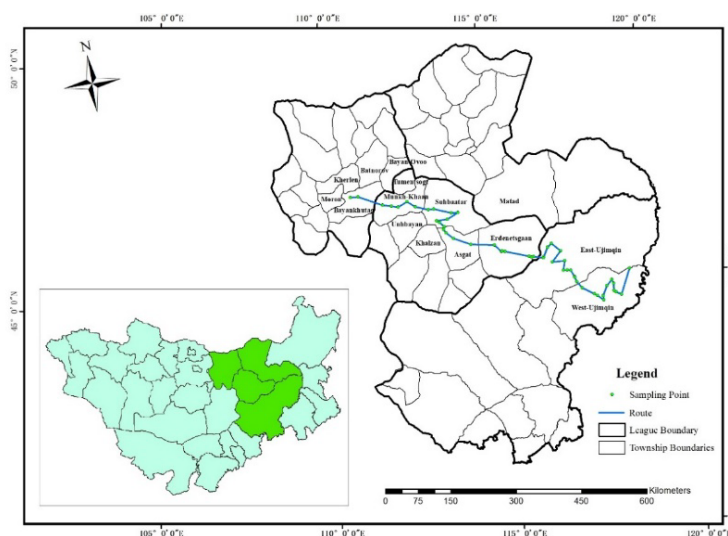 105° 0'0"E
110° 0'0"E
115° 0'0"E
120° 0'0"E
N
50° 0'0"N
Bayan-Ovoo
Batnorov
Kherlen
Tumentsogt
Moron
Munkh-Khaan
Sukhbaatar
Matad
Bayankhutag
Uulbayan
Erdenetsgaan
Khalzan
Asgat
East-Ujimqin
45° 0'0"N
West-Ujimqin
Legend
Sampling Point
Route
League Boundary
Township Boundaries
Kilometers
0 75 150 300 450 600
105° 0'0"E
110° 0'0"E
115° 0'0"E
120° 0'0"E